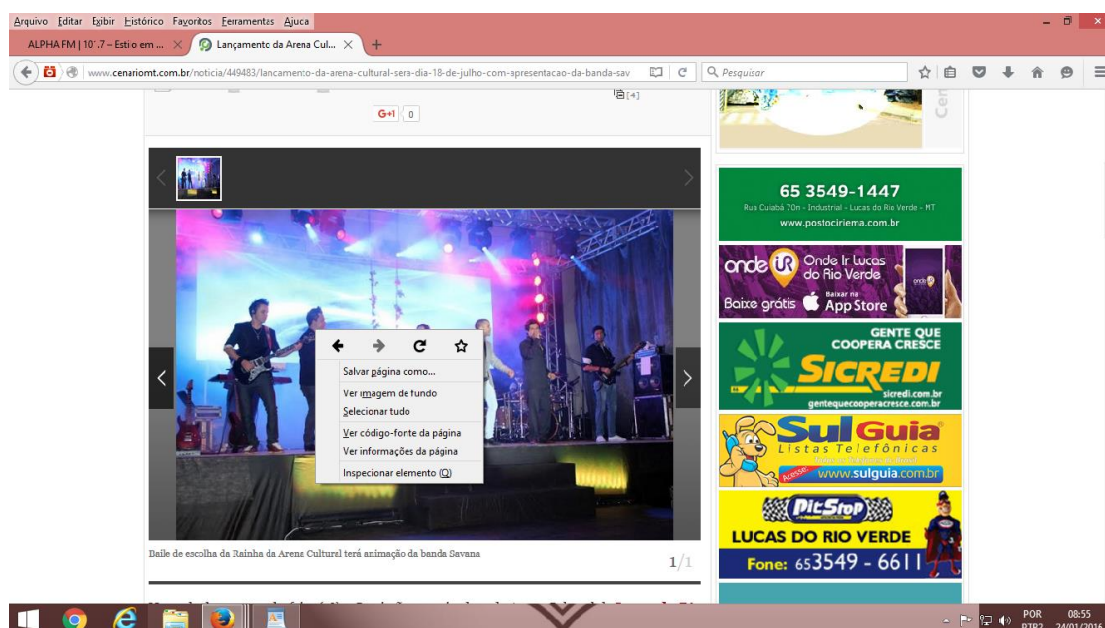 Arquivo Editar Exibir Histórico Favoritos Ferramentas Ajuda
ALPHA FM | 101.7 – Estilo em ... Lançamento da Arena Cul...
www.cenariomt.com.br/noticia/449483/lancamento-da-arena-cultural-sera-dia-18-de-julho-com-apresentacao-da-banda-sav
Pesquisar
[4]
G+1 0
Cen
65 3549-1447
Rua Cuiabá 70n - Industrial - Lucas do Rio Verde - MT
www.postociriema.com.br
onde iR Onde Ir Lucas
do Rio Verde
Baixe grátis Baixar na
App Store
GENTE QUE
COOPERA CRESCE
SICREDI
sicredi.com.br
gentequecooperacresce.com.br
Sul Guia
Listas Telefônicas
Acesse: www.sulguia.com.br
PitStop
LUCAS DO RIO VERDE
Fone: 653549 - 6611
Salvar página como...
Ver imagem de fundo
Selecionar tudo
Ver código-fonte da página
Ver informações da página
Inspecionar elemento (Q)
Baile de escolha da Rainha da Arena Cultural terá animação da banda Savana
1/1
POR 08:55
PTB2 24/01/2016